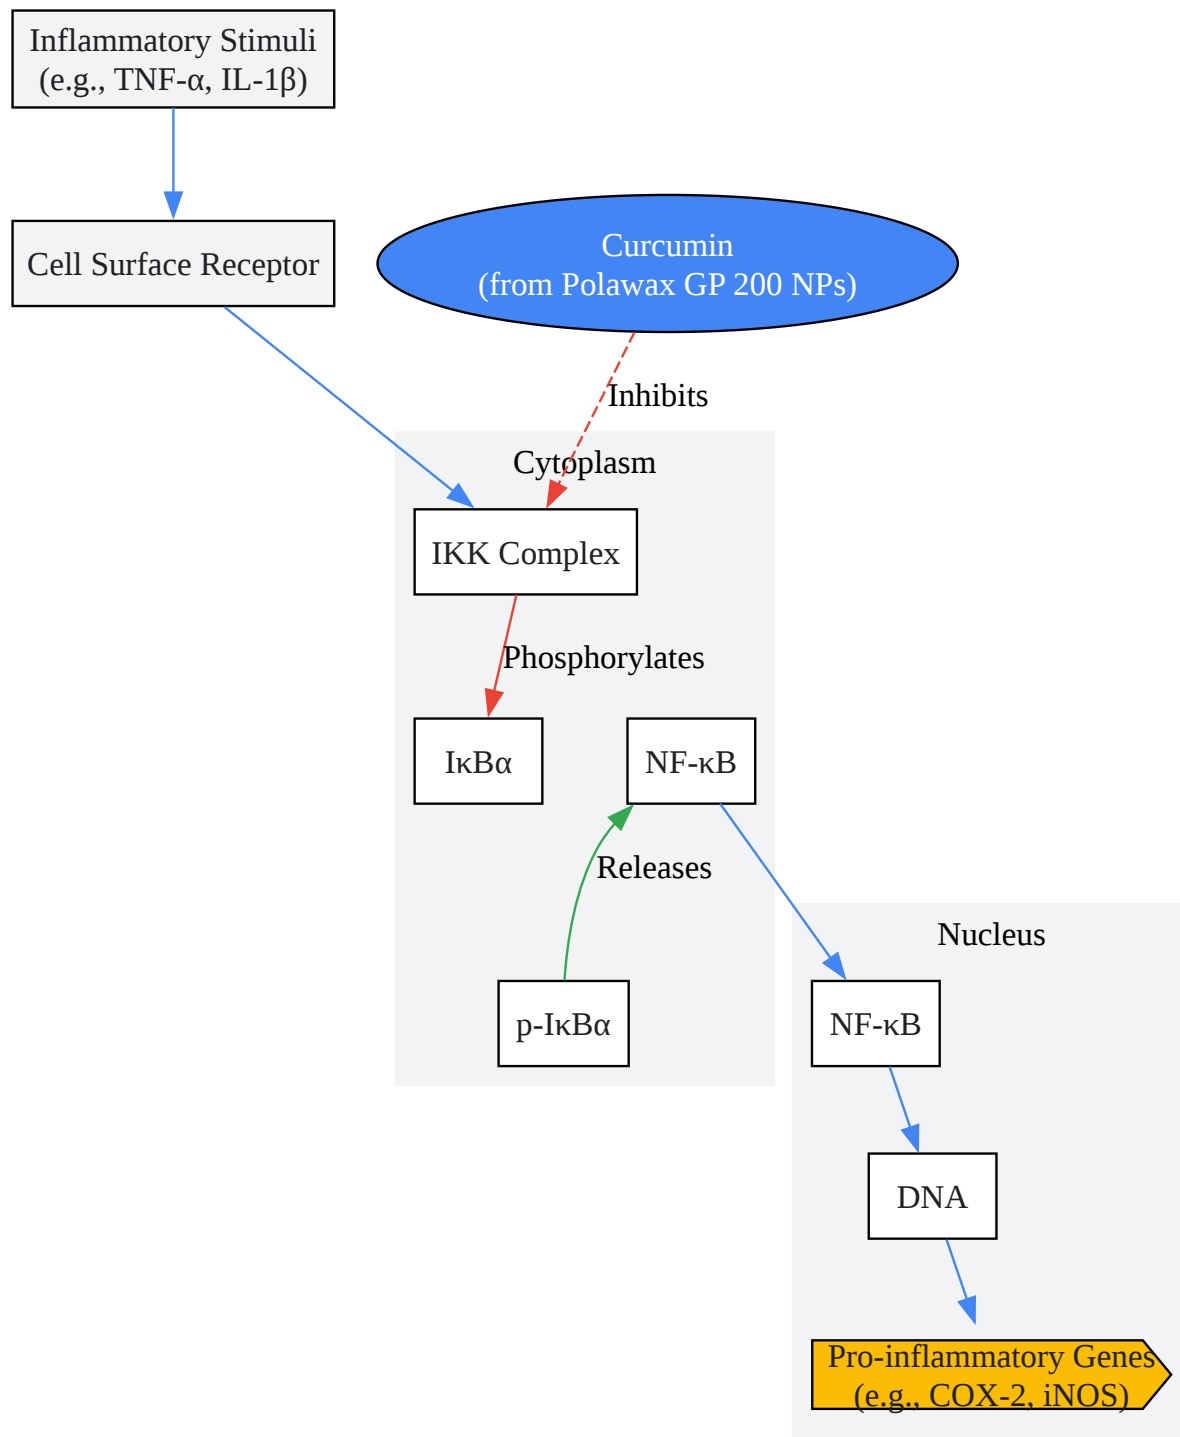 Inflammatory Stimuli
(e.g., TNF-α, IL-1β)
Cell Surface Receptor
Curcumin
(from Polawax GP 200 NPs)
Inhibits
Cytoplasm
IKK Complex
Phosphorylates
IκBα
NF-κB
Releases
Nucleus
p-IκBα
NF-κB
DNA
Pro-inflammatory Genes
(e.g., COX-2, iNOS)